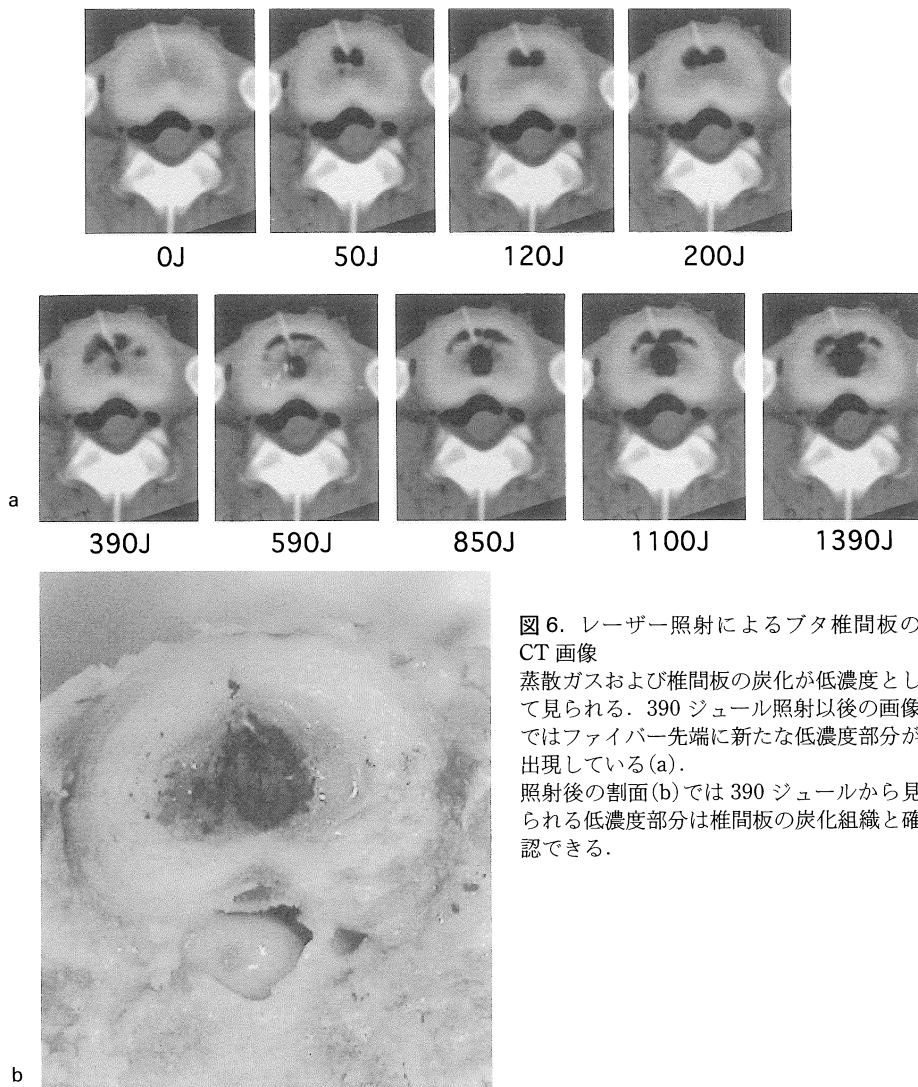 0J 50J 120J 200J
a
390J 590J 850J 1100J 1390J
図 6. レーザー照射によるブタ椎間板の
CT 画像
蒸散ガスおよび椎間板の炭化が低濃度とし
て見られる．390 ジュール照射以後の画像
ではファイバー先端に新たな低濃度部分が
出現している(a)．
照射後の割面(b)では 390 ジュールから見
られる低濃度部分は椎間板の炭化組織と確
認できる．
b